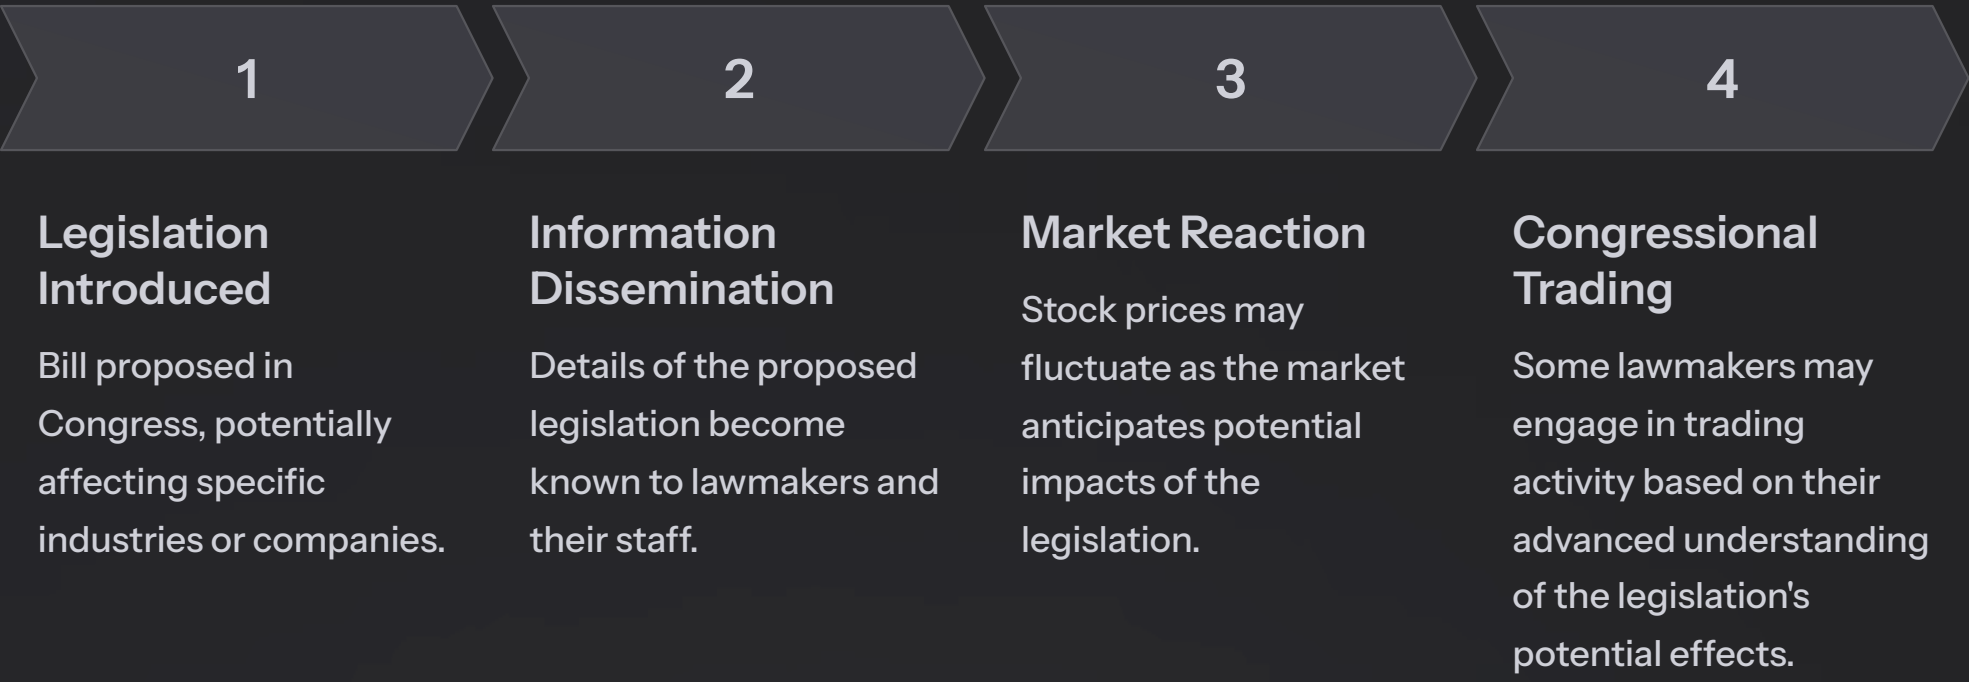 1
2
3
4
Legislation
Introduced
Bill proposed in
Congress, potentially
affecting specific
industries or companies.
Information
Dissemination
Details of the proposed
legislation become
known to lawmakers and
their staff.
Market Reaction
Stock prices may
fluctuate as the market
anticipates potential
impacts of the
legislation.
Congressional
Trading
Some lawmakers may
engage in trading
activity based on their
advanced understanding
of the legislation's
potential effects.